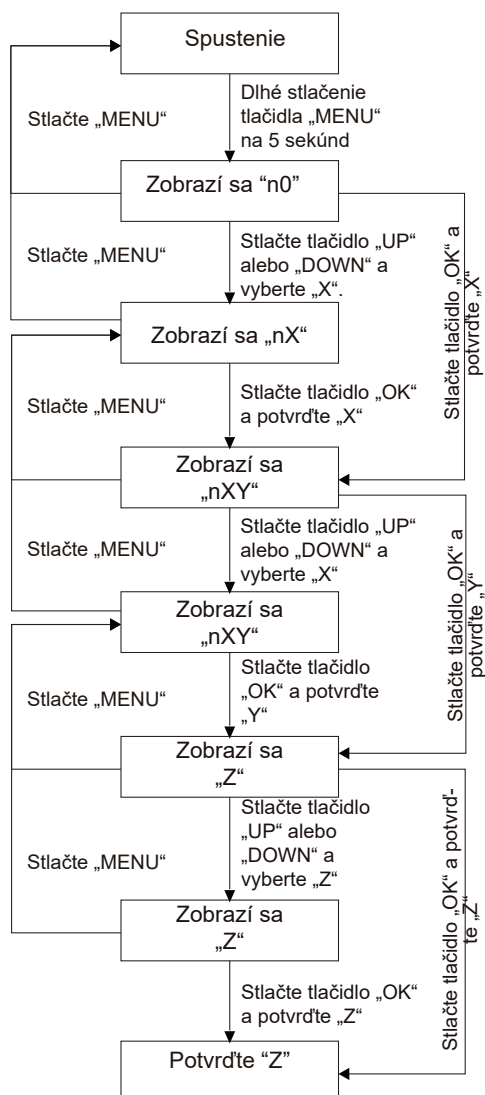 Spustenie
Stlačte „MENU“
Dlhé stlačenie
tlačidla „MENU“
na 5 sekúnd
Zobrazí sa “n0”
Stlačte „MENU“
Stlačte tlačidlo „UP“
alebo „DOWN“ a
vyberte „X“.
Stlačte tlačidlo „OK“ a
potvrďte „X“
Zobrazí sa „nX“
Stlačte „MENU“
Stlačte tlačidlo „OK“
a potvrďte „X“
Zobrazí sa
„nXY“
Stlačte „MENU“
Stlačte tlačidlo „UP“
alebo „DOWN“ a
vyberte „X“
Stlačte tlačidlo „OK“ a
potvrďte „Y“
Zobrazí sa
„nXY“
Stlačte „MENU“
Stlačte tlačidlo
„OK“ a potvrďte
„Y“
Zobrazí sa
„Z“
Stlačte „MENU“
Stlačte tlačidlo
„UP“ alebo
„DOWN“ a
vyberte „Z“
Stlačte tlačidlo „OK“ a potvrď-
te „Z“
Zobrazí sa
„Z“
Stlačte tlačidlo „OK“
a potvrďte „Z“
Potvrďte “Z”